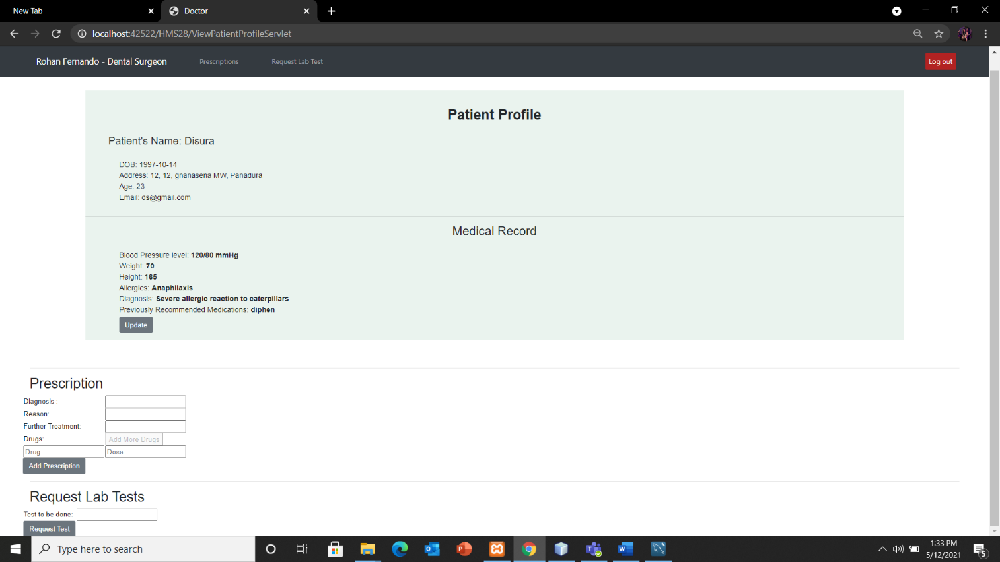 New Tab
Doctor
localhost:42522/HMS28/ViewPatientProfileServlet
Rohan Fernando - Dental Surgeon
Prescriptions
Request Lab Test
Log out
Patient Profile
Patient's Name: Disura
DOB: 1997-10-14
Address: 12, 12, gnanasena MW, Panadura
Age: 23
Email: ds@gmail.com
Medical Record
Blood Pressure level: 120/80 mmHg
Weight: 70
Height: 165
Allergies: Anaphilaxis
Diagnosis: Severe allergic reaction to caterpillars
Previously Recommended Medications: diphen
Update
Prescription
Diagnosis :
Reason:
Further Treatment:
Drugs: Add More Drugs
Drug Dose
Add Prescription
Request Lab Tests
Test to be done:
Request Test
Type here to search
1:33 PM
5/12/2021
5